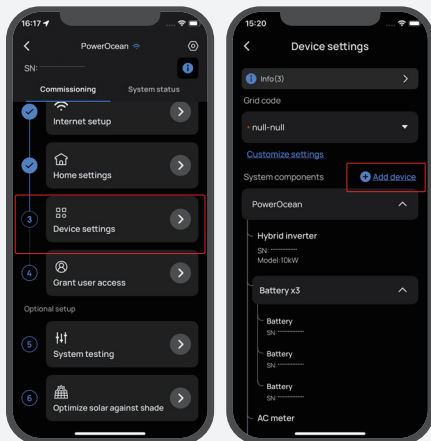 16:17
PowerOcean
SN:
Commissioning
System status
Internet setup
Home settings
3
Device settings
4
Grant user access
Optional setup
5
System testing
6
Optimize solar against shade
15:20
Device settings
Info(3)
Grid code
• null-null
Customize settings
System components
Add device
PowerOcean
Hybrid inverter
SN:
Model:10kW
Battery x3
Battery
SN:
Battery
SN:
Battery
SN:
AC meter